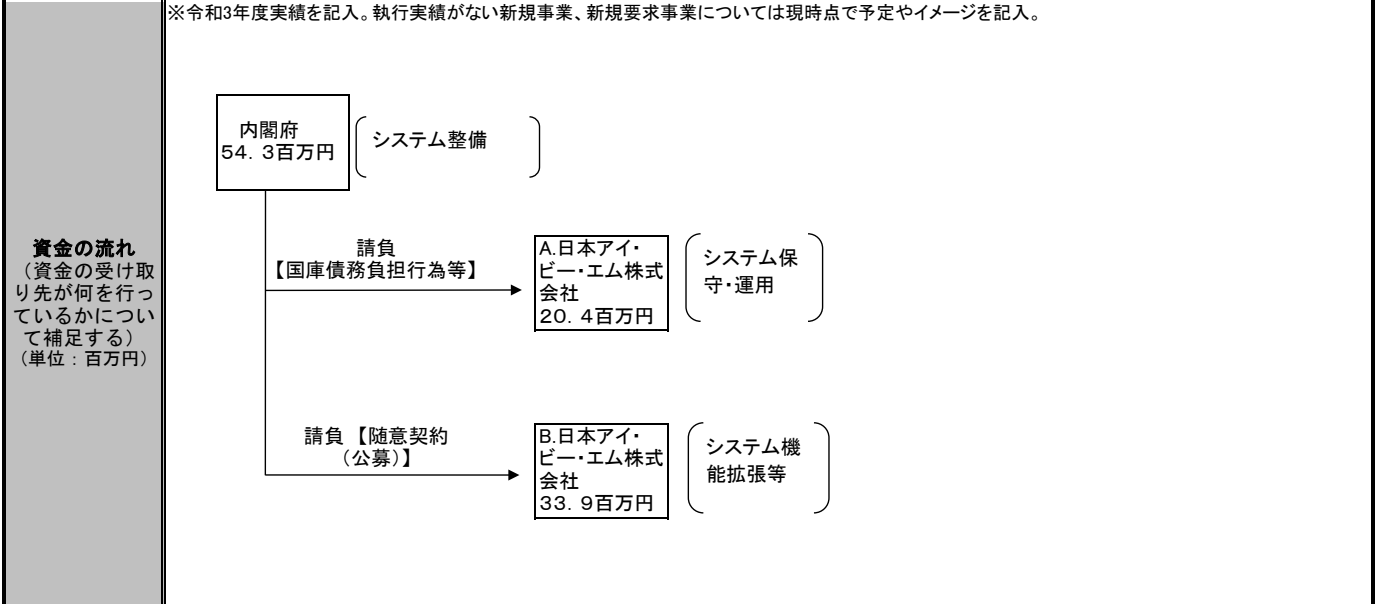 ※令和3年度実績を記入。執行実績がない新規事業、新規要求事業については現時点で予定やイメージを記入。
資金の流れ
（資金の受け取
り先が何を行っ
ているかについ
て補足する）
（単位：百万円）
内閣府
５４．３百万円
システム整備
請負
【国庫債務負担行為等】
A.日本アイ・
ビー・エム株式
会社
２０．４百万円
システム保
守・運用
請負 【随意契約
（公募）】
B.日本アイ・
ビー・エム株式
会社
３３．９百万円
システム機
能拡張等